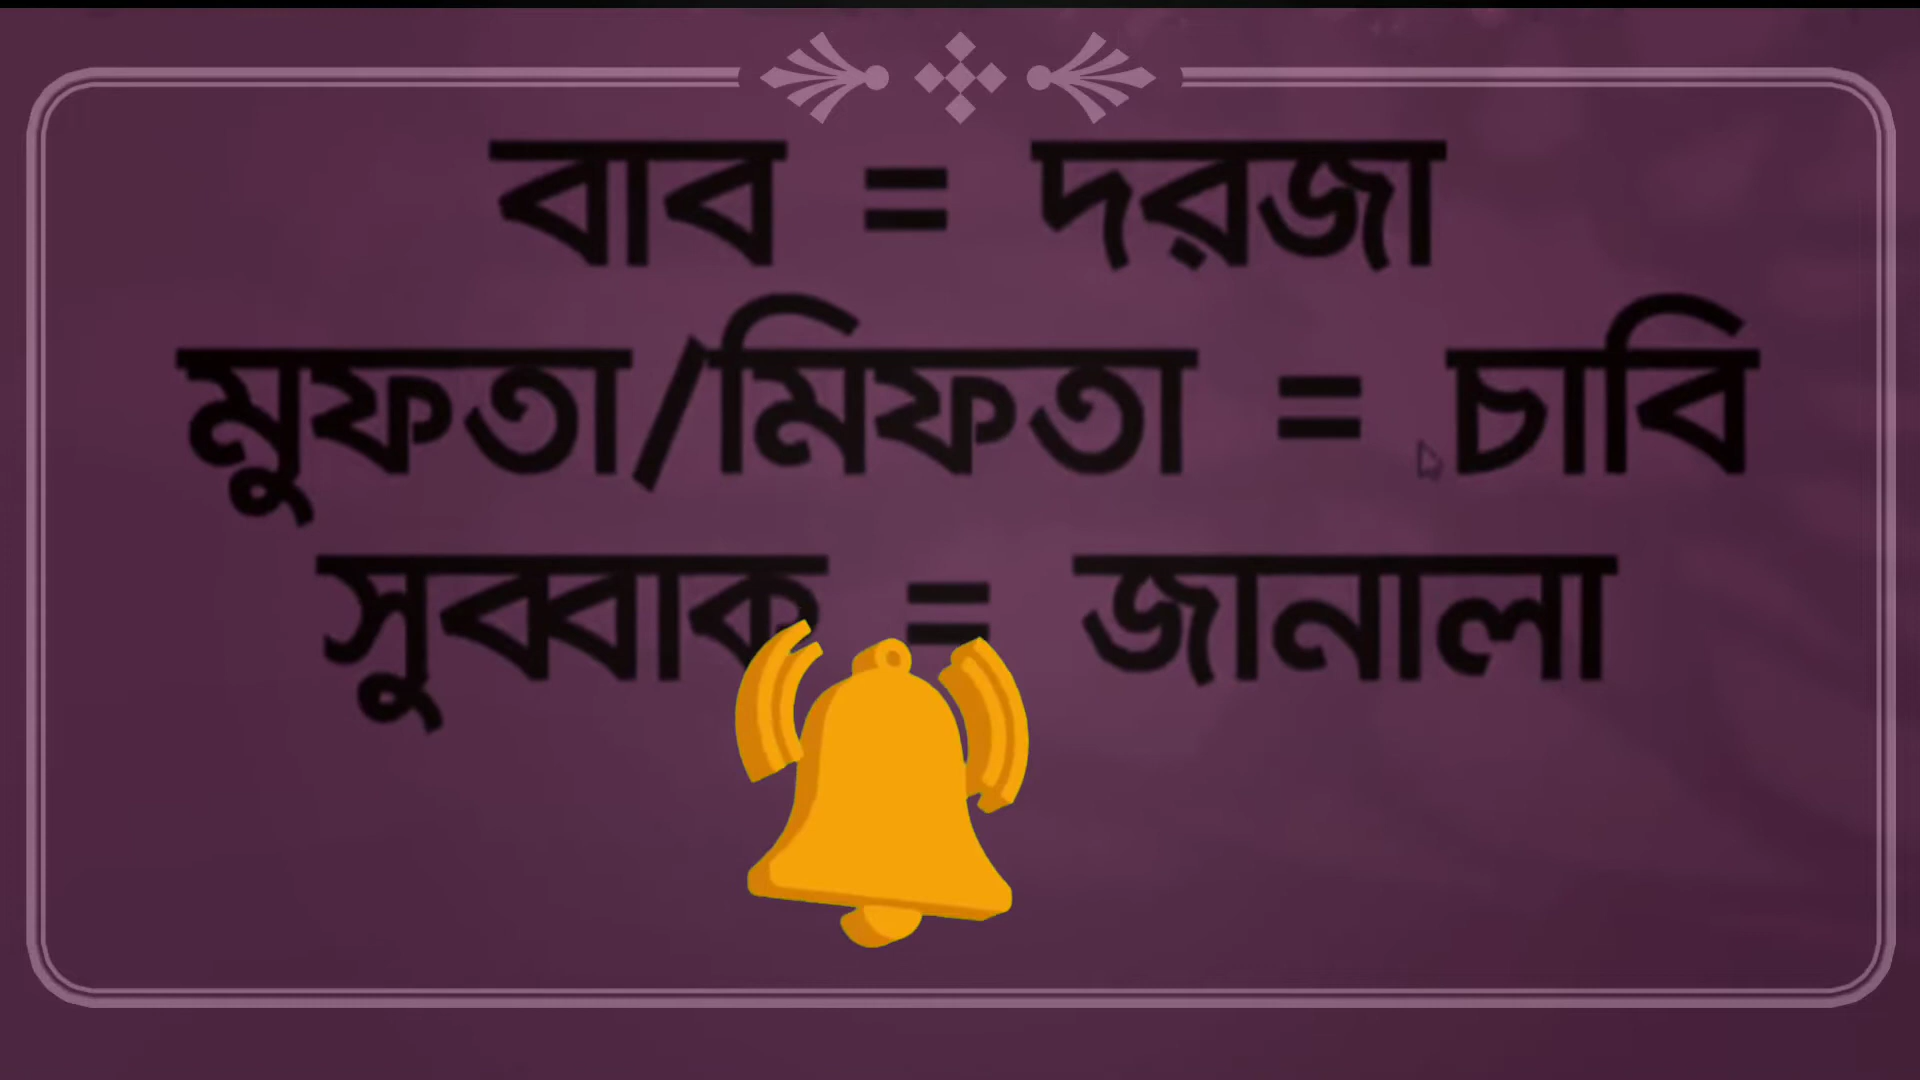 বাব = দরজা
মুফতা/মিফতা = চাবি
সুব্বাক = জানালা